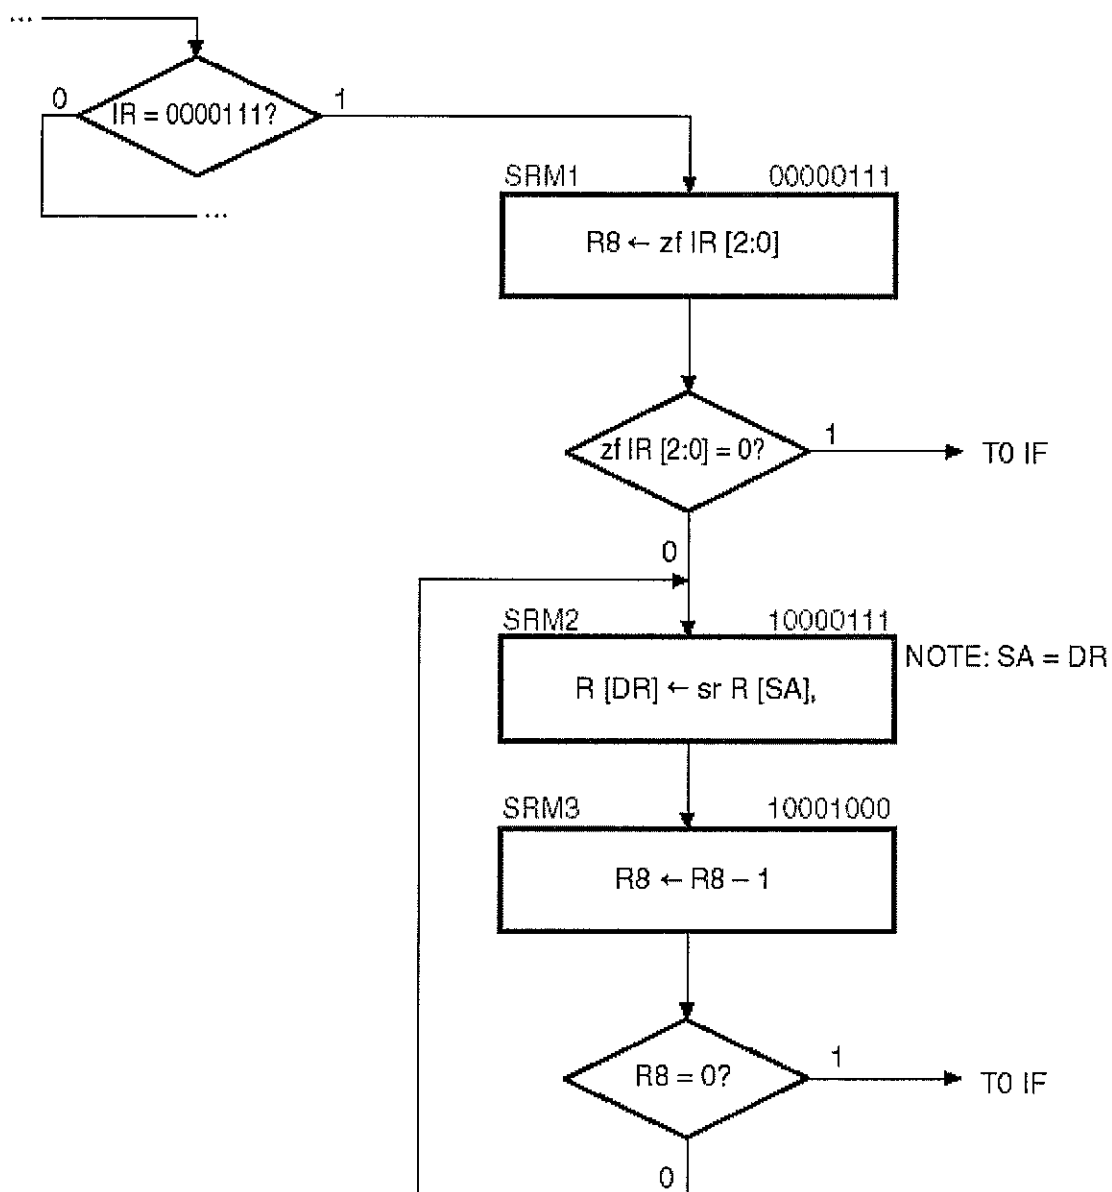 ...
IR = 0000111?
0
1
...
SRM1 00000111
R8 ← zf IR [2:0]
zf IR [2:0] = 0?
1
TO IF
0
SRM2 10000111
NOTE: SA = DR
R [DR] ← sr R [SA],
SRM3 10001000
R8 ← R8 – 1
R8 = 0?
1
TO IF
0